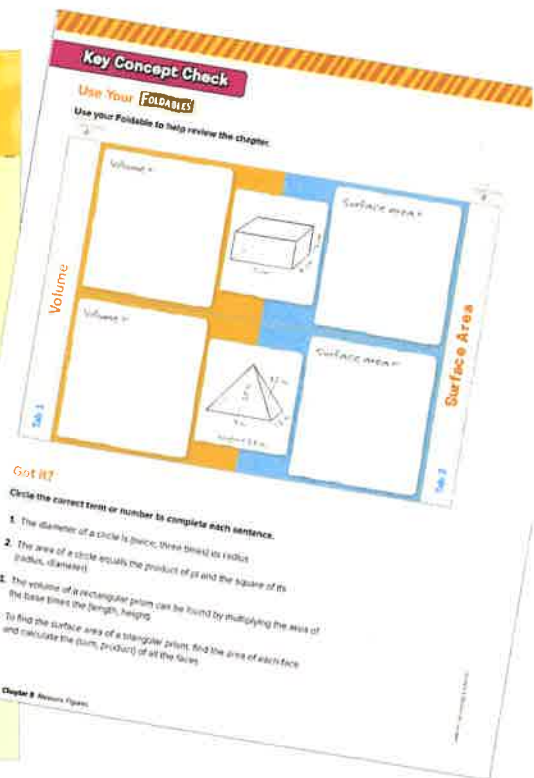 Key Concept Check
Use Your FOLDABLES
Use your Foldable to help review the chapter.
Volume =
Surface area =
Volume
Volume =
Surface area =
Surface Area
Tab 1
Tab 2
Got it?
Circle the correct term or number to complete each sentence.
1. The diameter of a circle is (twice, three times) its radius
2. The area of a circle equals the product of pi and the square of its
(radius, diameter).
The volume of a rectangular prism can be found by multiplying the area of
the base times the (length, height)
To find the surface area of a triangular prism, find the area of each face
and calculate the (sum, product) of all the faces
Chapter 8 Measure Figures